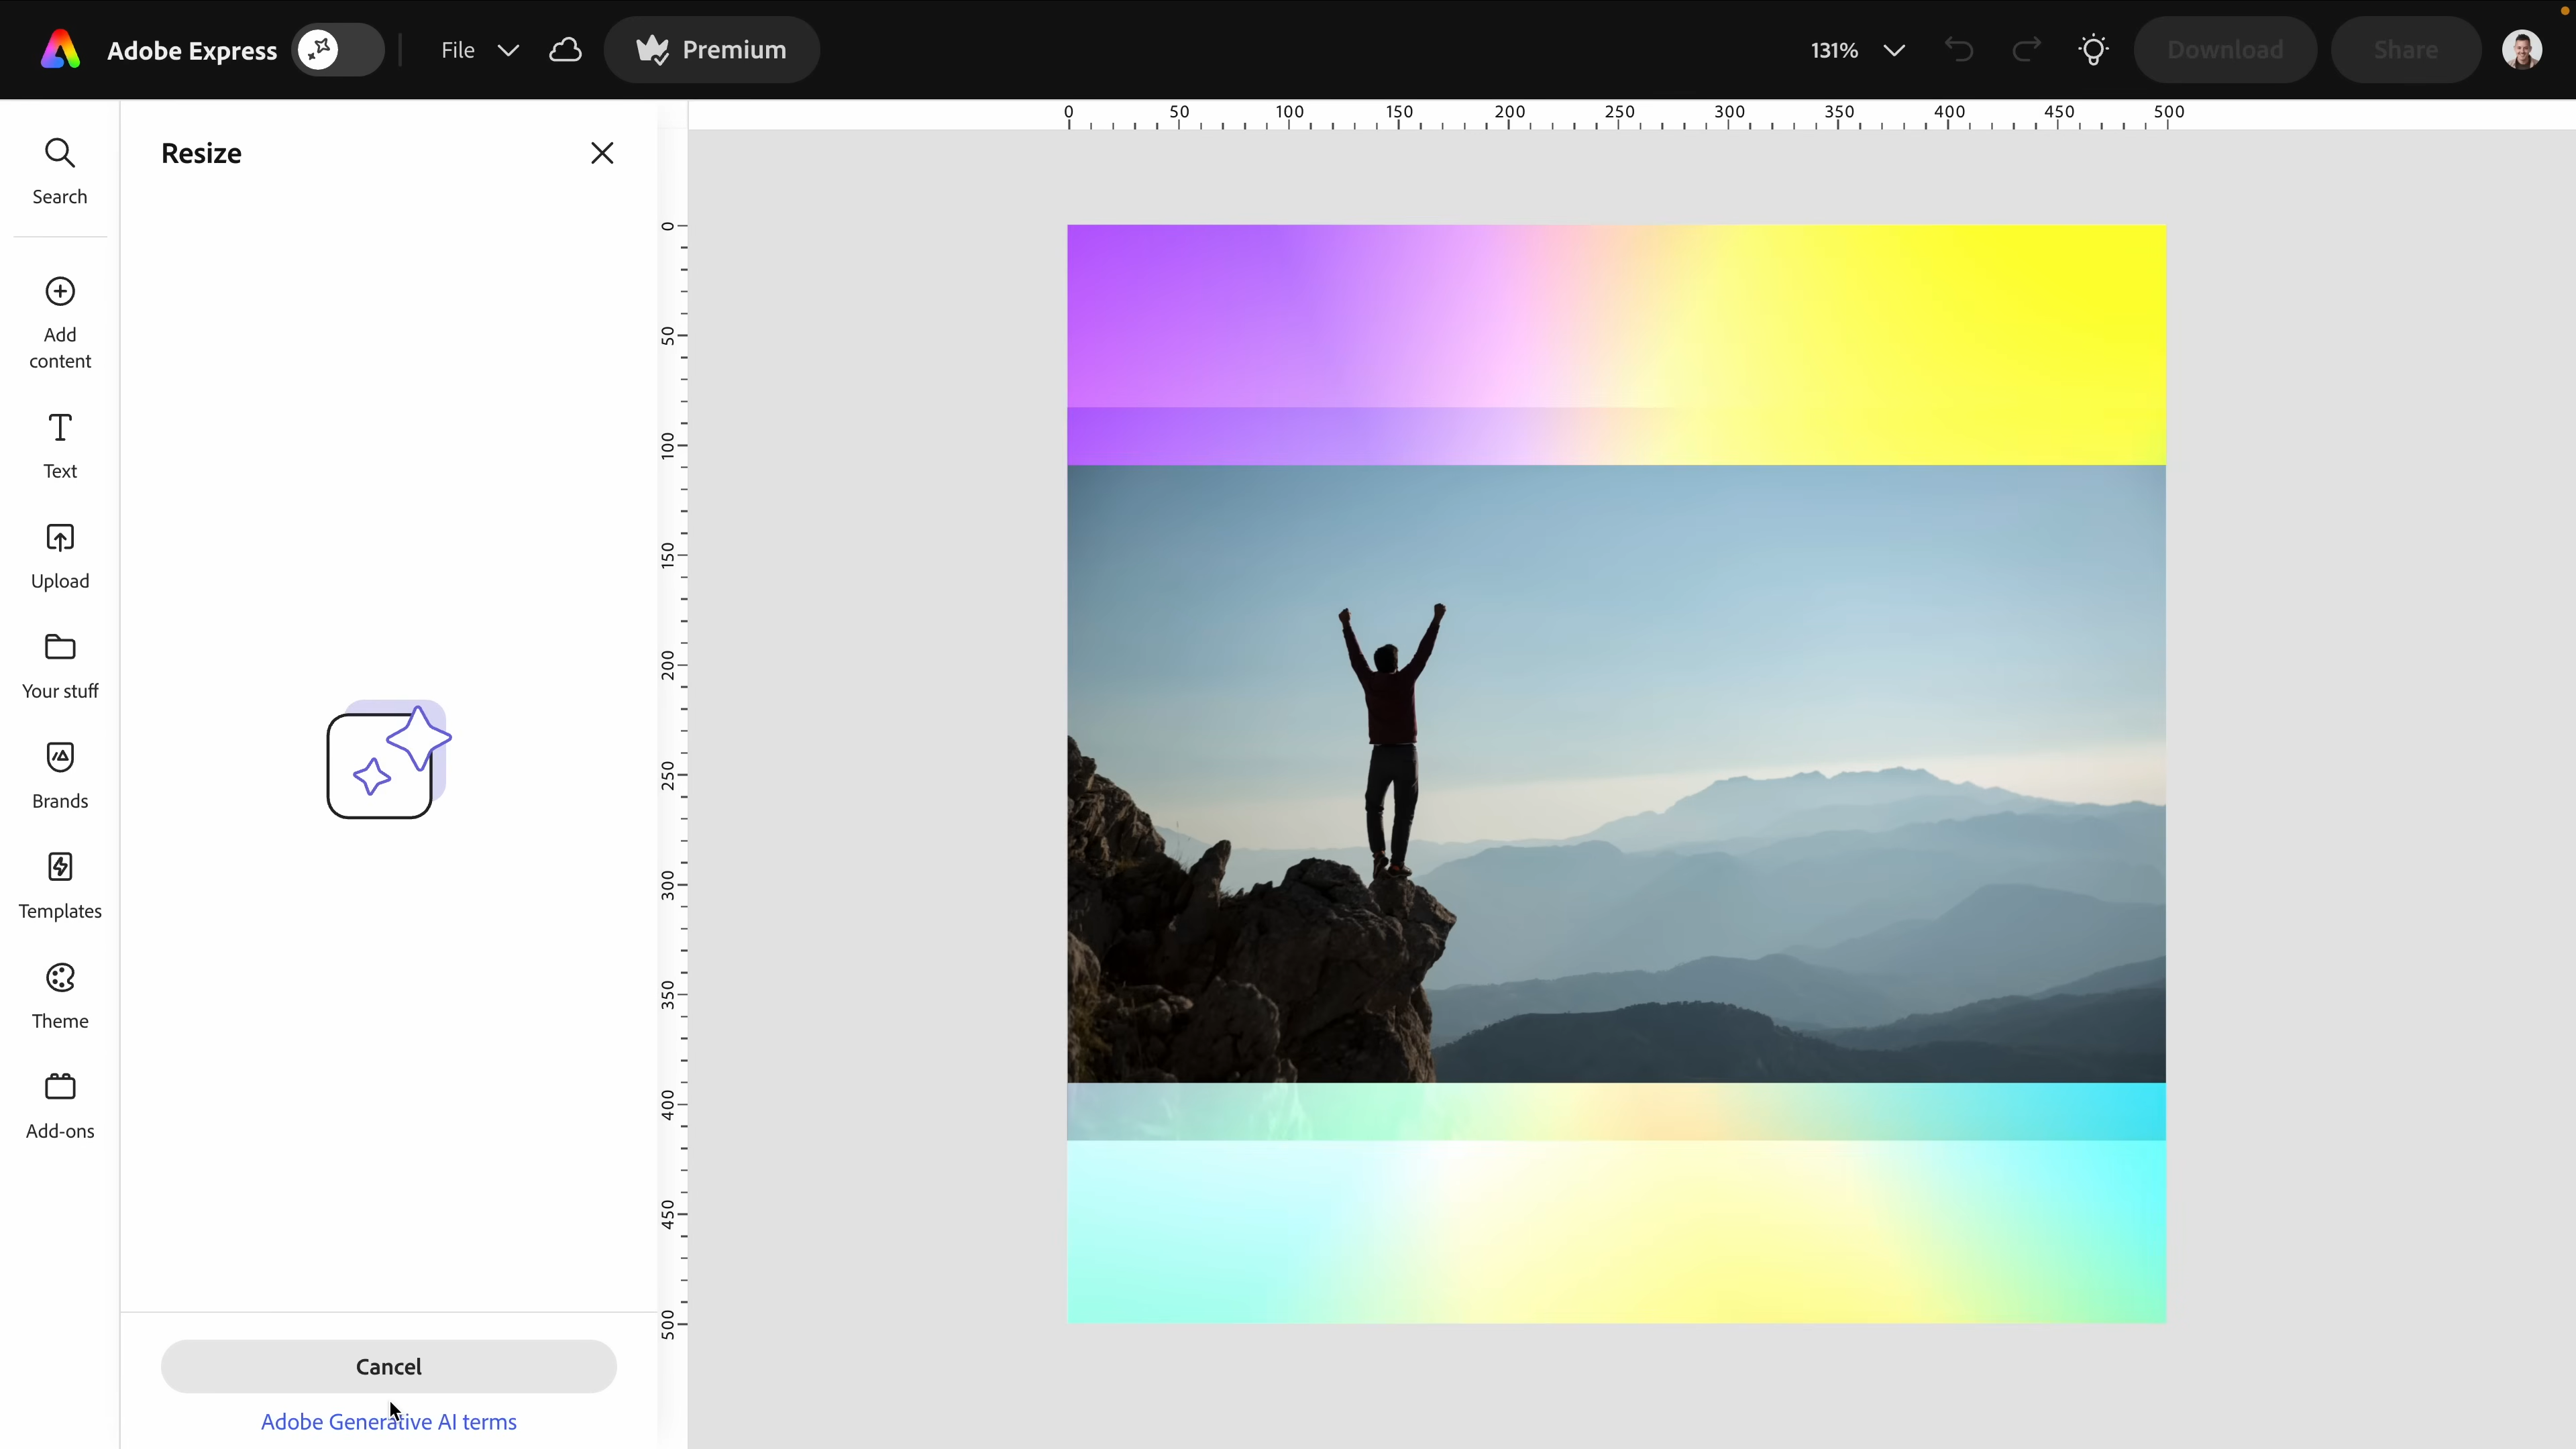 Adobe Express
File
Premium
131%
Download
Share
Search
Add
content
Text
Upload
Your stuff
Brands
Templates
Theme
Add-ons
Resize
Cancel
Adobe Generative AI terms
0 50 100 150 200 250 300 350 400 450 500
0
50
100
150
200
250
300
350
400
450
500